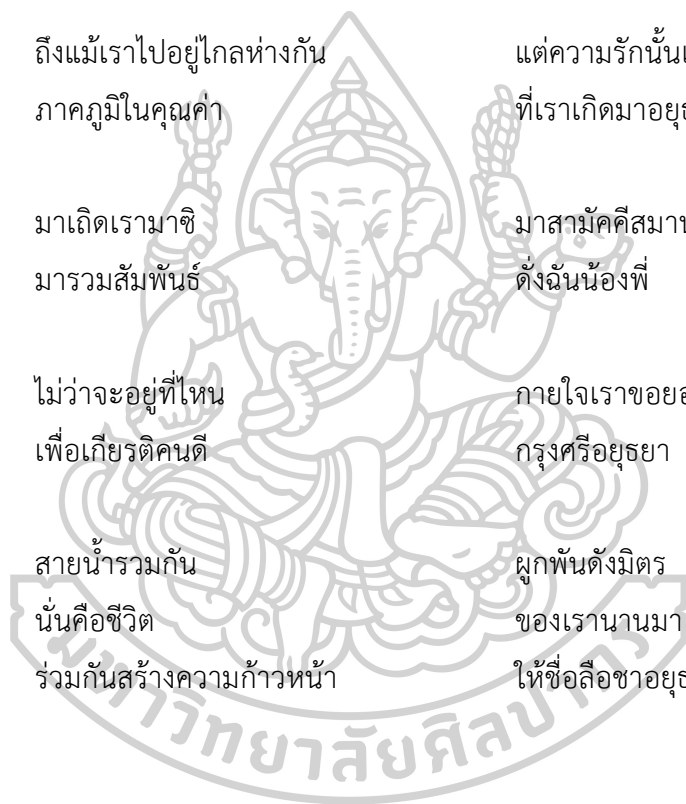 ถึงแม้เราไปอยู่ไกลห่างกัน แต่ความรักนั้น
ภาคภูมิในคุณค่า ที่เราเกิดมา
มาเถิดเรามาซิ มาสามัคคี
มารวมสัมพันธ์ ดั่งฉันน้องพี่
ไม่ว่าจะอยู่ที่ไหน กายใจเราขอ
เพื่อเกียรติคนดี กรุงศรีอยุธยา
สายน้ำรวมกัน ผูกพันดังมิตร
นั่นคือชีวิต ของเรานานมา
ร่วมกันสร้างความก้าวหน้า ให้ชื่อลือชา
มหาวิทยาลัยศิลปากร